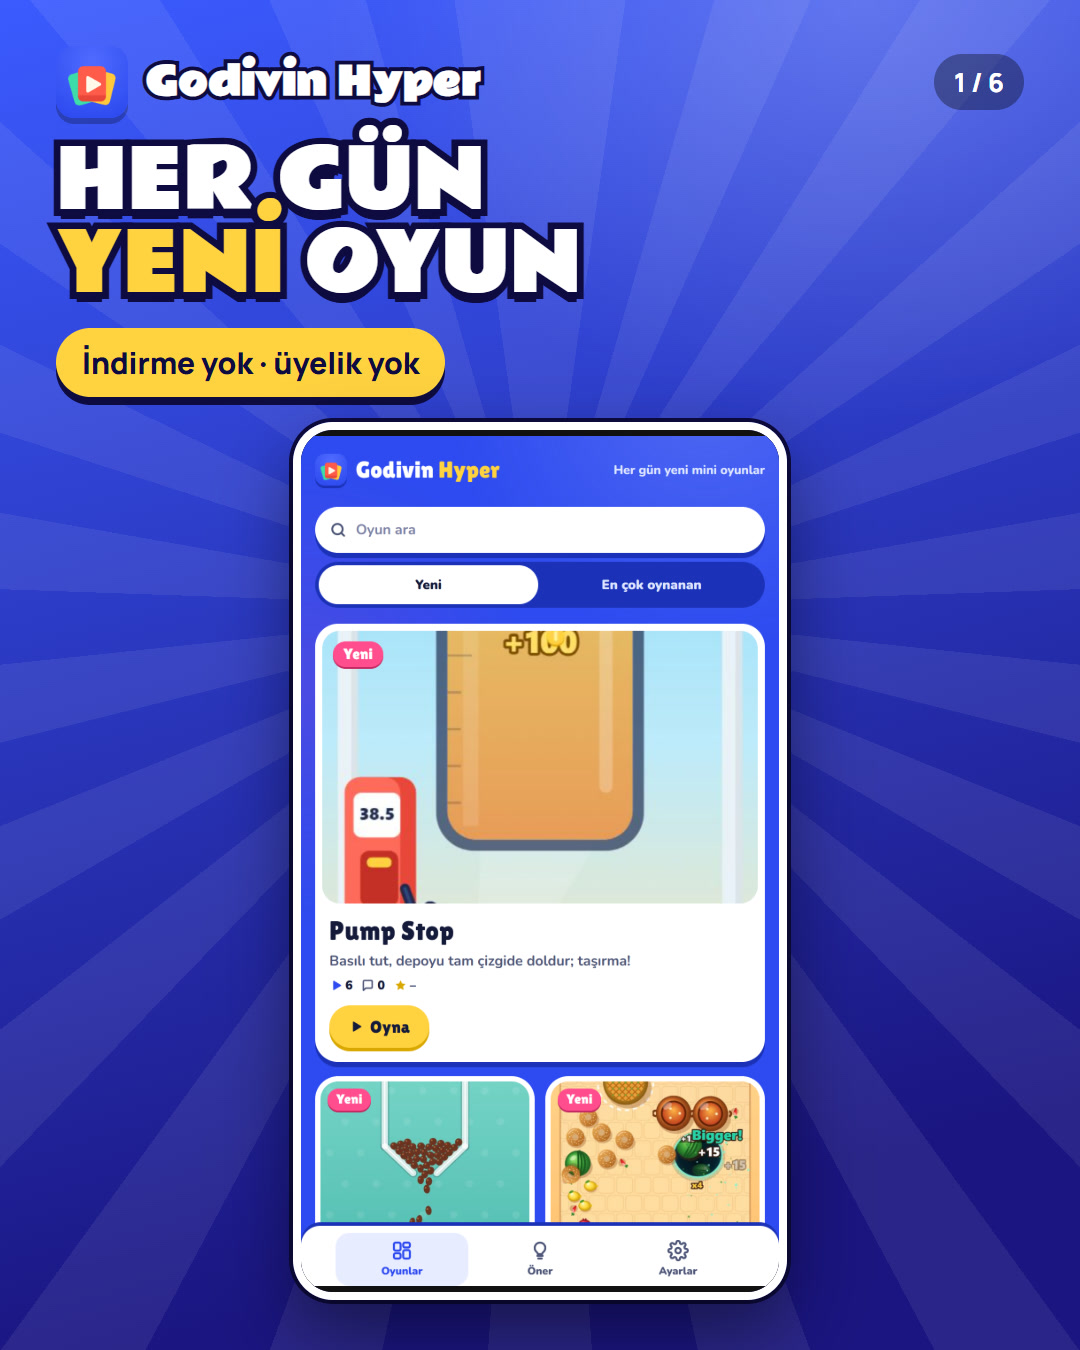 Godivin Hyper
1 / 6
HER GÜN
YENİ OYUN
İndirme yok · üyelik yok
Godivin Hyper
Her gün yeni mini oyunlar
Oyun ara
Yeni
En çok oynanan
+100
Yeni
38.5
Pump Stop
Basılı tut, depoyu tam çizgide doldur; taşırma!
6 0 –
Oyna
Yeni
Yeni
Bigger!
+15
+15
x4
Oyunlar
Öner
Ayarlar